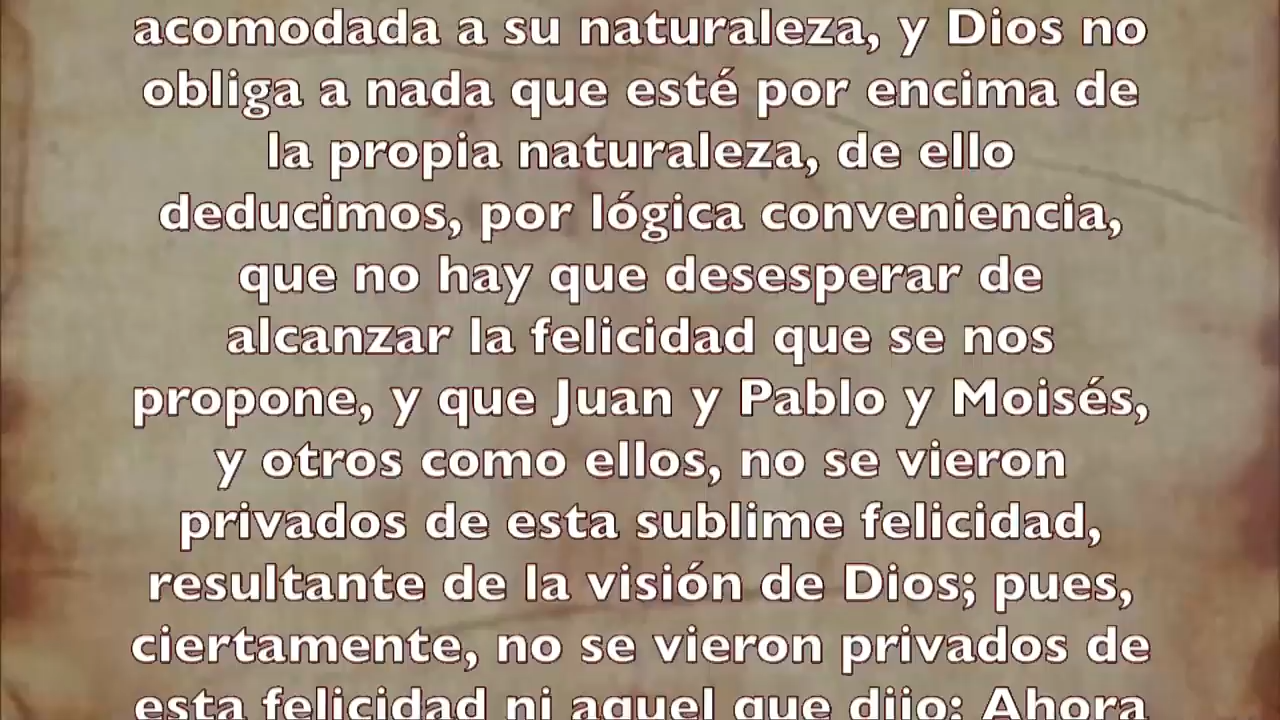 acomodada a su naturaleza, y Dios no
obliga a nada que esté por encima de
la propia naturaleza, de ello
deducimos, por lógica conveniencia,
que no hay que desesperar de
alcanzar la felicidad que se nos
propone, y que Juan y Pablo y Moisés,
y otros como ellos, no se vieron
privados de esta sublime felicidad,
resultante de la visión de Dios; pues,
ciertamente, no se vieron privados de
esta felicidad ni aquel que dijo: Ahora